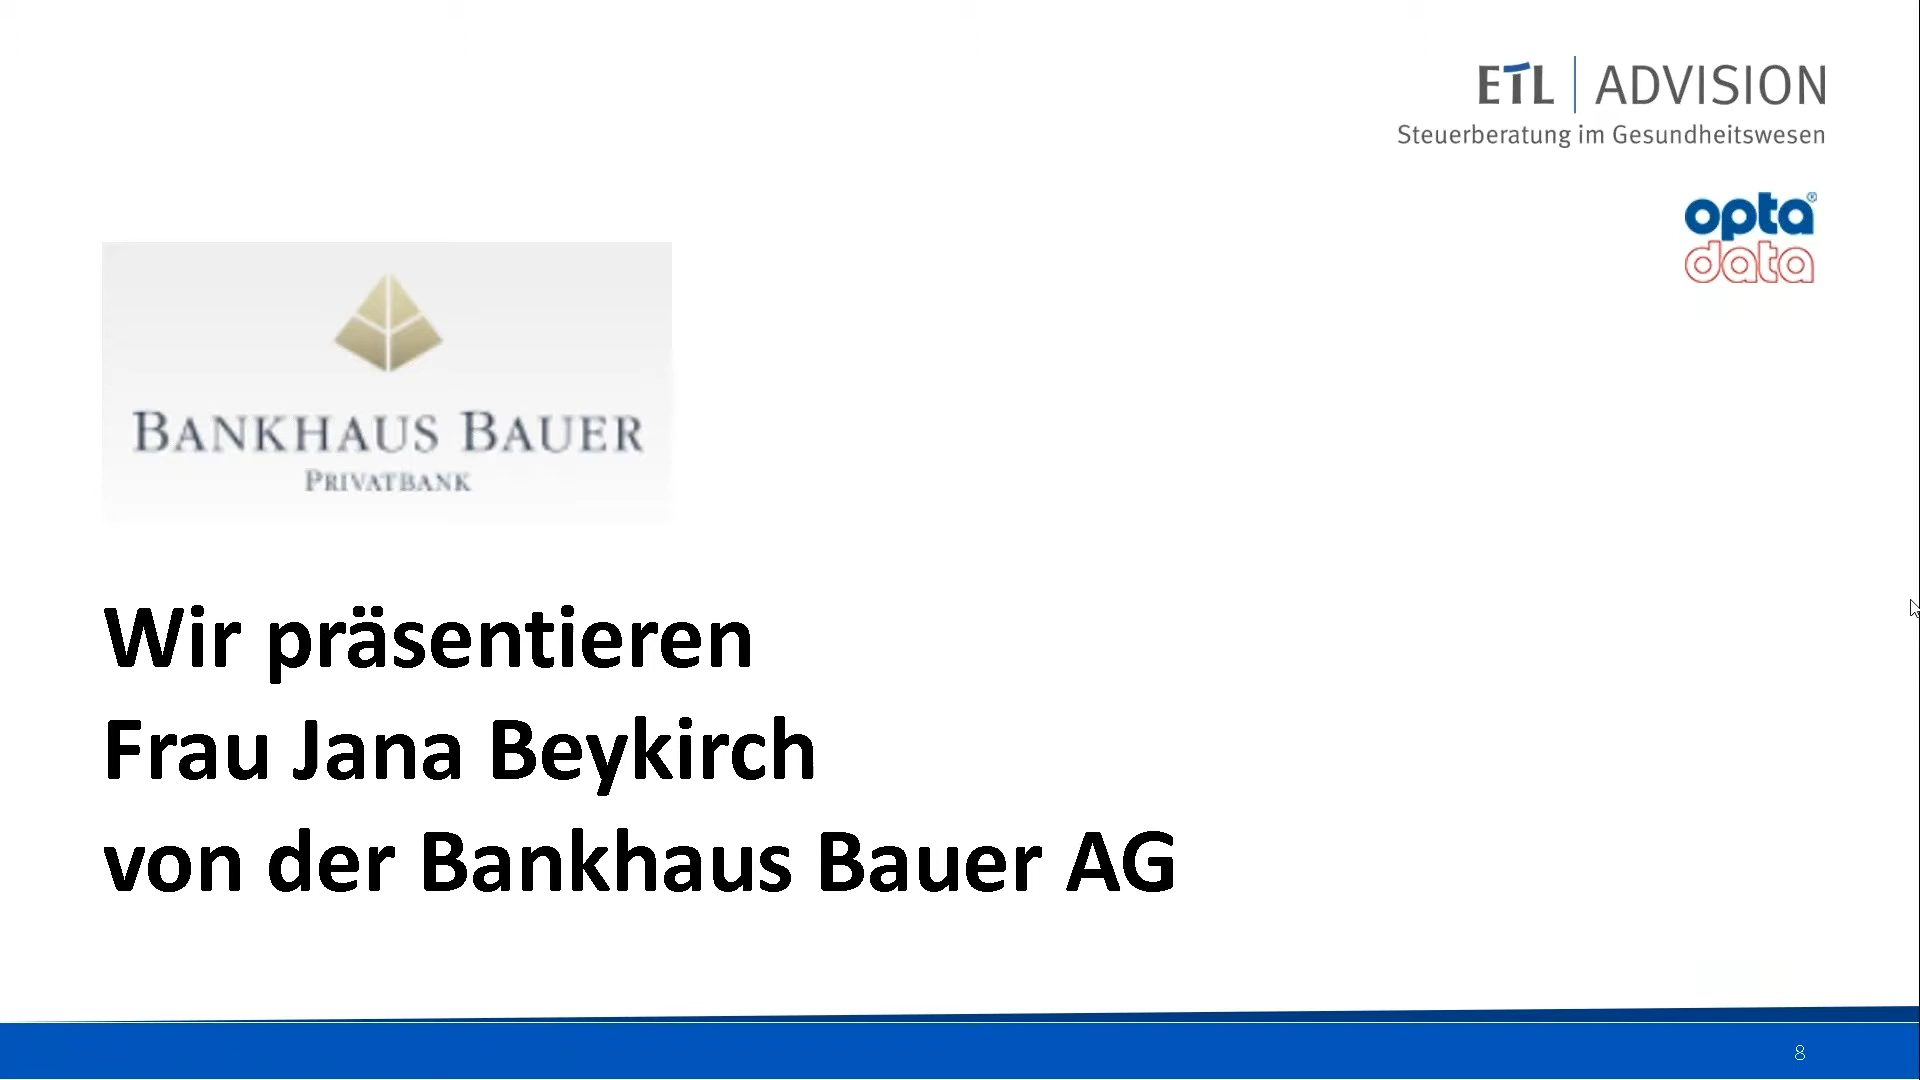 ETL | ADVISION
Steuerberatung im Gesundheitswesen
opta®
data
BANKHAUS BAUER
PRIVATBANK
Wir präsentieren
Frau Jana Beykirch
von der Bankhaus Bauer AG
8